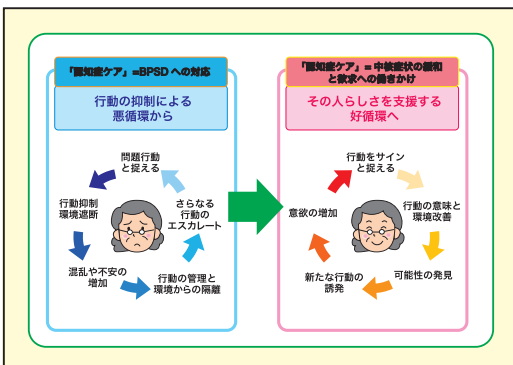 「認知症ケア」=BPSDへの対応
行動の抑制による
悪循環から
問題行動
と捉える
行動抑制
環境遮断
混乱や不安の
増加
行動の管理と
環境からの隔離
さらなる
行動の
エスカレート
「認知症ケア」= 中核症状の緩和
と欲求への働きかけ
その人らしさを支援する
好循環へ
行動をサイン
と捉える
行動の意味と
環境改善
可能性の発見
新たな行動の
誘発
意欲の増加